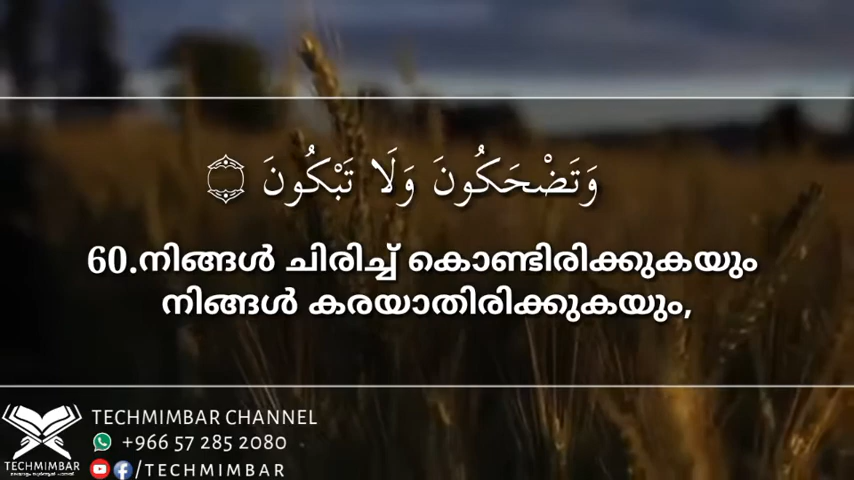 وَتَضْحَكُونَ وَلَا تَبْكُونَ ۝
60.നിങ്ങൾ ചിരിച്ച് കൊണ്ടിരിക്കുകയും
നിങ്ങൾ കരയാതിരിക്കുകയും,
TECHMIMBAR CHANNEL
+966 57 285 2080
/TECHMIMBAR
TECHMIMBAR